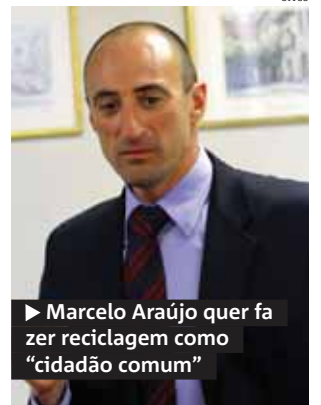 ▶ Marcelo Araújo quer fa
zer reciclagem como
“cidadão comum”